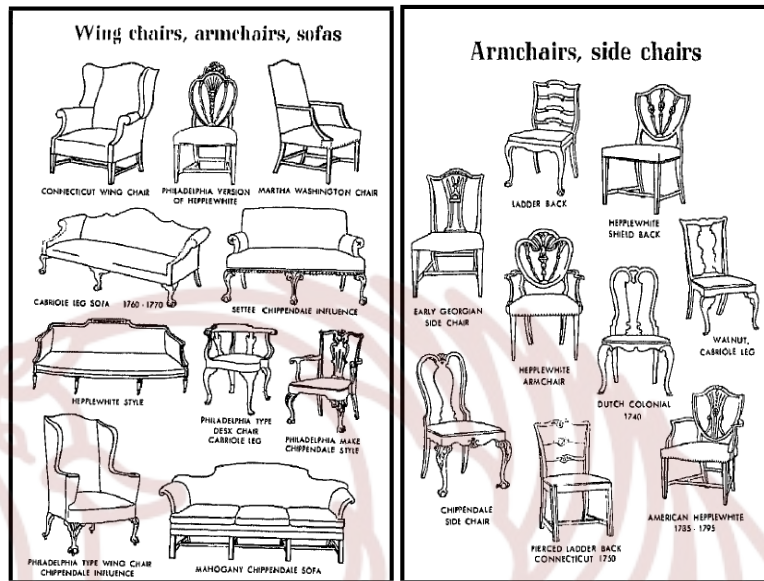 Wing chairs, armchairs, sofas
CONNECTICUT WING CHAIR
PHILADELPHIA VERSION
OF HEPPLEWHITE
MARTHA WASHINGTON CHAIR
CABRIOLE LEG SOFA 1760-1770
SETTEE CHIPPENDALE INFLUENCE
HEPPLEWHITE STYLE
PHILADELPHIA TYPE
DESK CHAIR
CABRIOLE LEG
PHILADELPHIA MAKE
CHIPPENDALE STYLE
PHILADELPHIA TYPE WING CHAIR
CHIPPENDALE INFLUENCE
MAHOGANY CHIPPENDALE SOFA
Armchairs, side chairs
LADDER BACK
HEPPLEWHITE
SHIELD BACK
EARLY GEORGIAN
SIDE CHAIR
HEPPLEWHITE
ARMCHAIR
WALNUT,
CABRIOLE LEG
DUTCH COLONIAL
1740
CHIPPENDALE
SIDE CHAIR
PIERCED LADDER BACK
CONNECTICUT 1750
AMERICAN HEPPLEWHITE
1785-1795